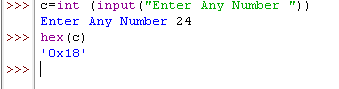 >>> c=int (input("Enter Any Number "))
Enter Any Number 24
>>> hex(c)
'0x18'
>>>